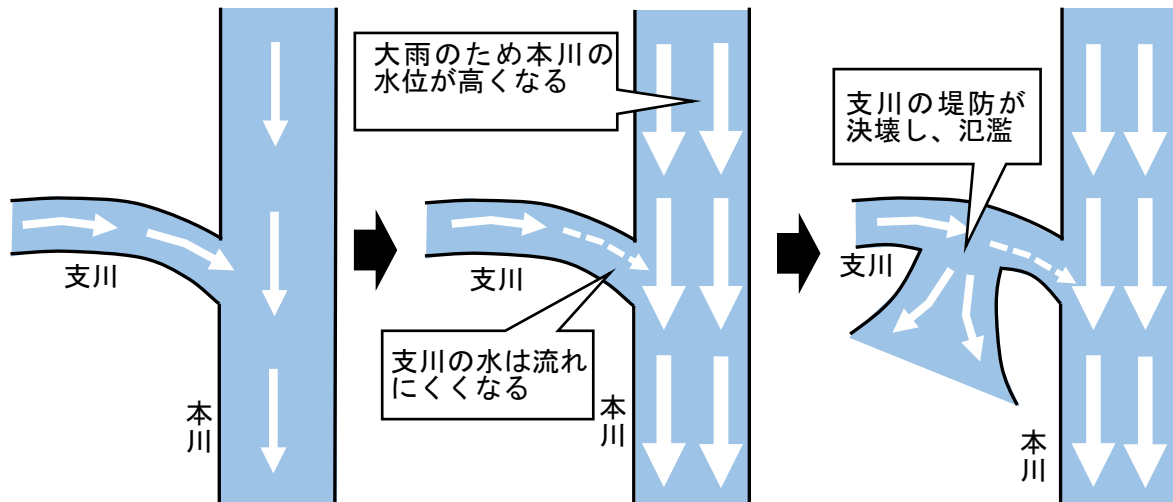 支川
本川
大雨のため本川の
水位が高くなる
支川
支川の水は流れ
にくくなる
本川
支川の堤防が
決壊し、氾濫
支川
本川